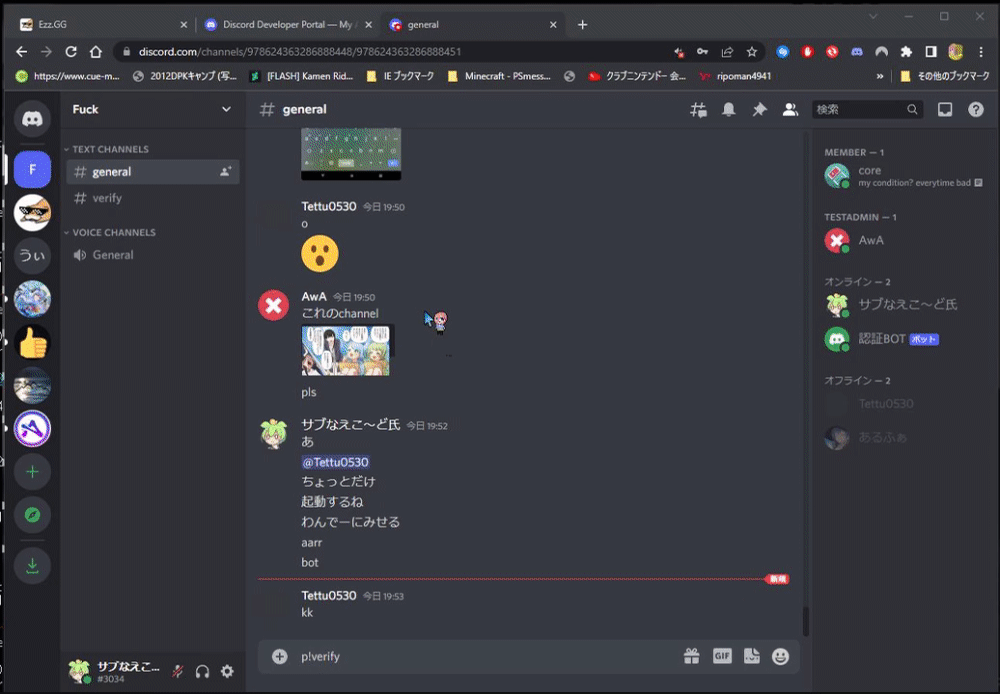 Ezz.GG
Discord Developer Portal — My A
general
discord.com/channels/978624363286888448/978624363286888451
https://www.cue-m...
2012DPKキャンプ (写...
[FLASH] Kamen Rid...
IE ブックマーク
Minecraft - PSmess...
クラブニンテンドー 会...
ripoman4941
»
その他のブックマーク
Fuck
# general
検索
TEXT CHANNELS
# general
# verify
VOICE CHANNELS
General
F
うい
Tettu0530 今日 19:50
o
AwA 今日 19:50
これのchannel
pls
サブなえこ～ど氏 今日 19:52
あ
@Tettu0530
ちょっとだけ
起動するね
わんでーにみせる
aarr
bot
新規
Tettu0530 今日 19:53
kk
p!verify
GIF
MEMBER — 1
core
my condition? everytime bad
TESTADMIN — 1
AwA
オンライン — 2
サブなえこ～ど氏
認証BOT ボット
オフライン — 2
Tettu0530
あるふぁ
サブなえこ...
#3034